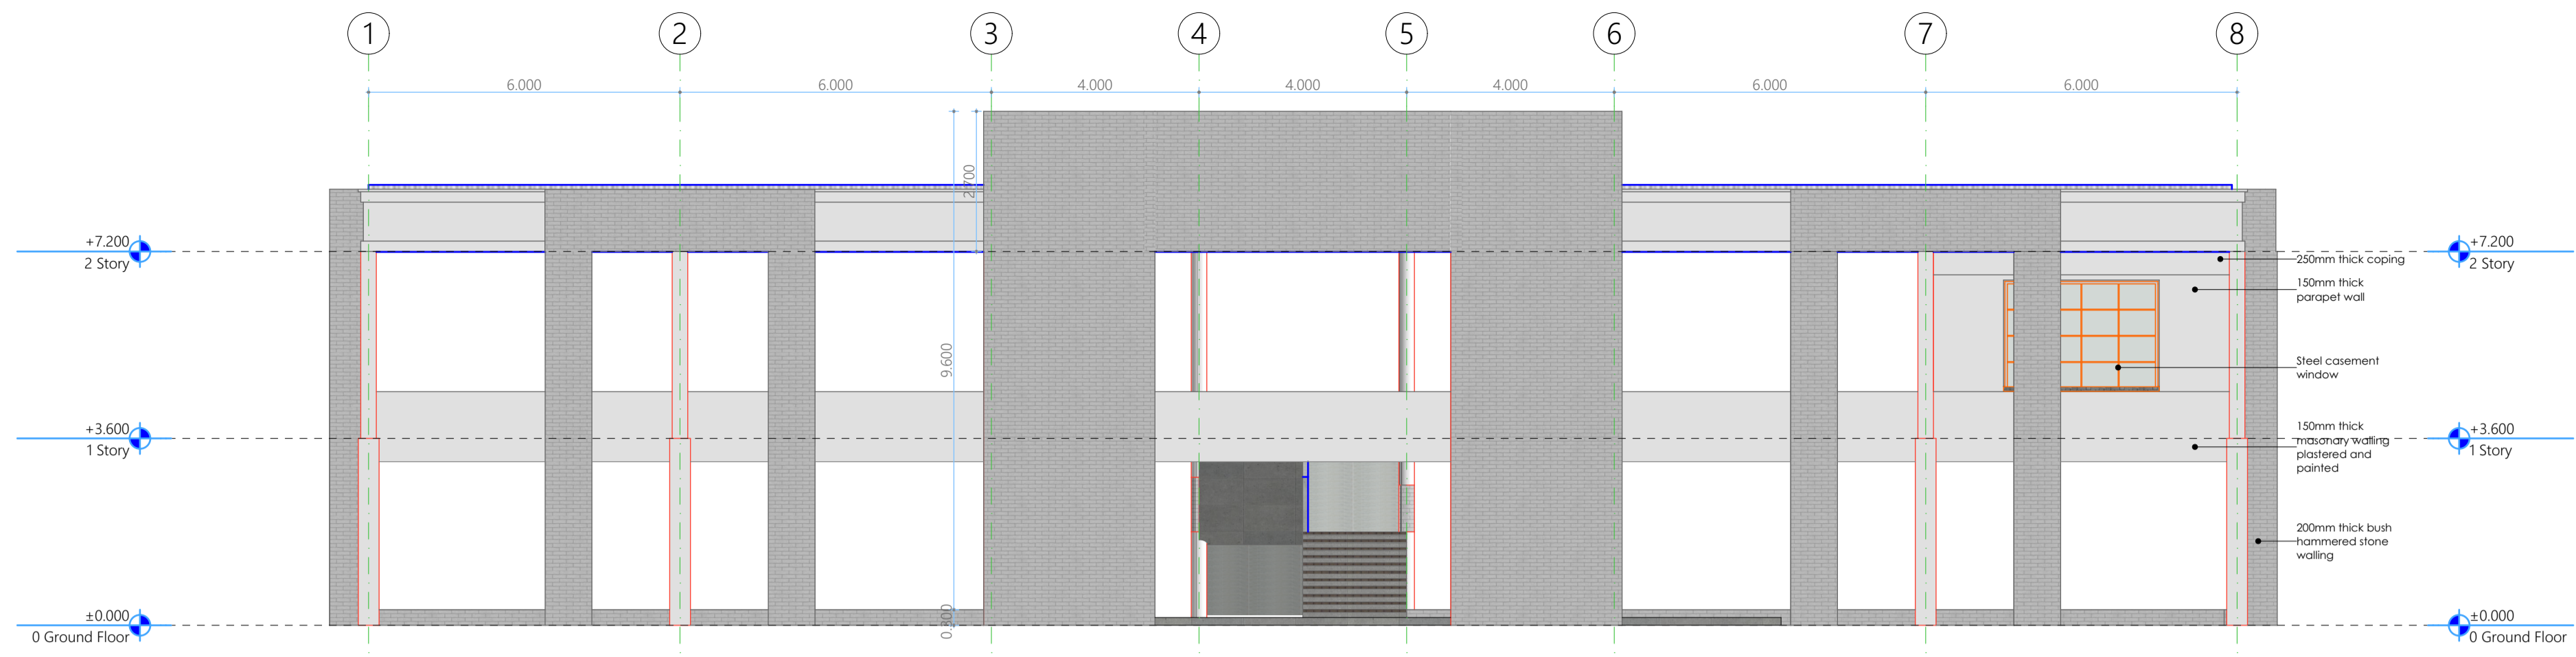 1 2 3 4 5 6 7 8
6.000 6.000 4.000 4.000 4.000 6.000 6.000
2.700
9.600
0.300
+7.200
2 Story
+3.600
1 Story
±0.000
0 Ground Floor
+7.200
2 Story
250mm thick coping
150mm thick
parapet wall
Steel casement
window
+3.600
1 Story
150mm thick
masonary walling
plastered and
painted
200mm thick bush
hammered stone
walling
±0.000
0 Ground Floor